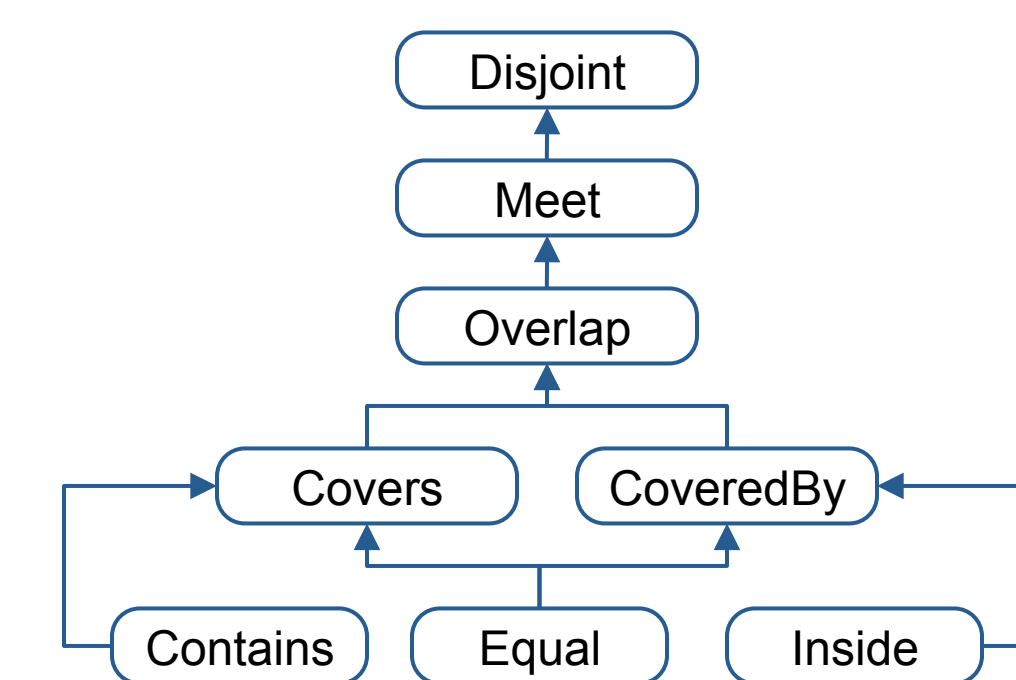 Disjoint
Meet
Overlap
Covers
CoveredBy
Contains
Equal
Inside